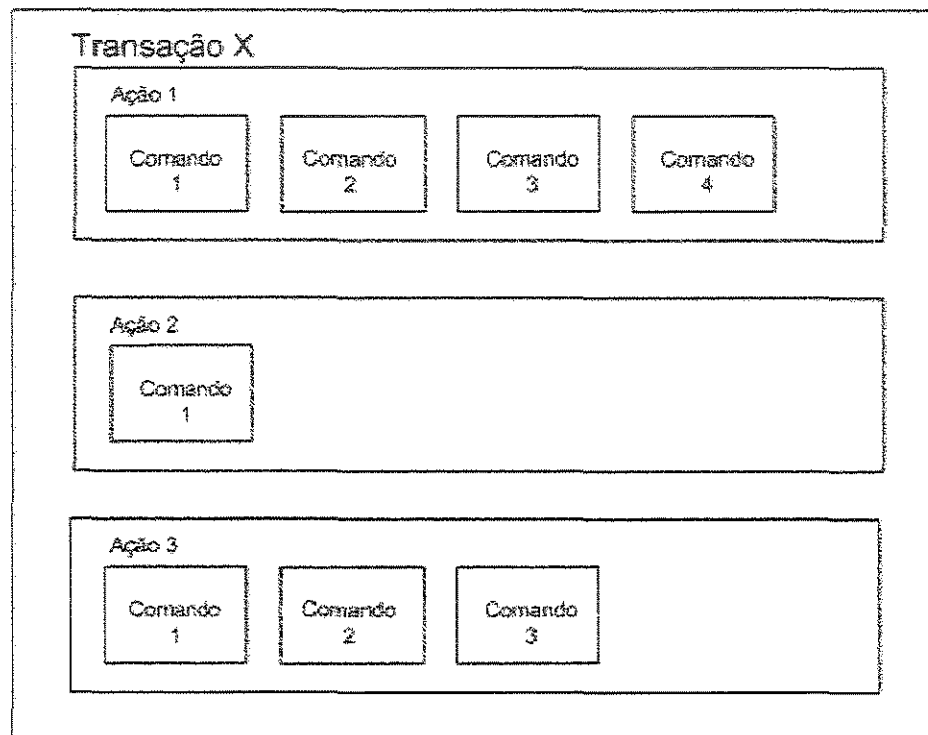 Transação X
Ação 1
Comando
1
Comando
2
Comando
3
Comando
4
Ação 2
Comando
1
Ação 3
Comando
1
Comando
2
Comando
3